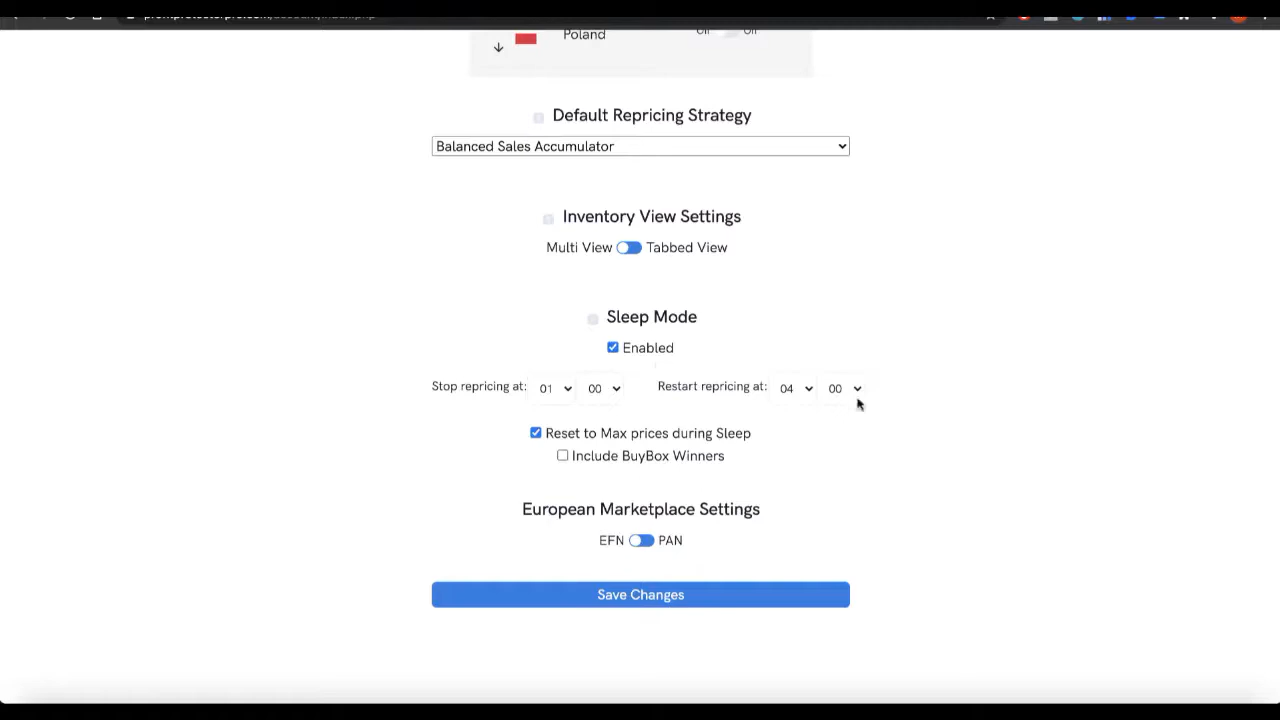 Poland
Default Repricing Strategy
Balanced Sales Accumulator
Inventory View Settings
Multi View Tabbed View
Sleep Mode
Enabled
Stop repricing at: 01 00 Restart repricing at: 04 00
Reset to Max prices during Sleep
Include BuyBox Winners
European Marketplace Settings
EFN PAN
Save Changes